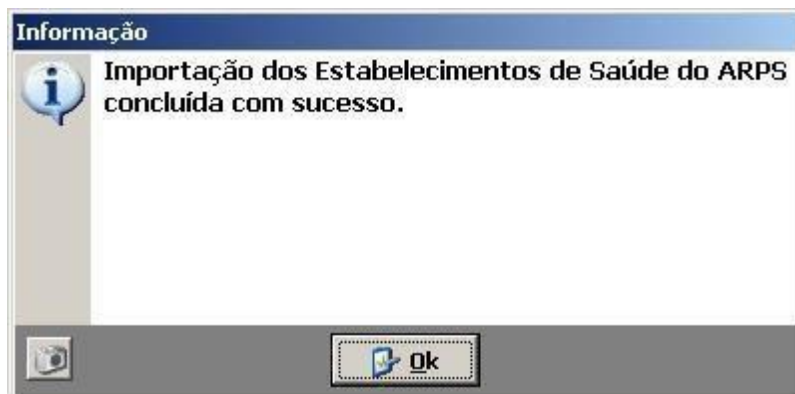 Informação
Importação dos Estabelecimentos de Saúde do ARPS
concluída com sucesso.
Ok